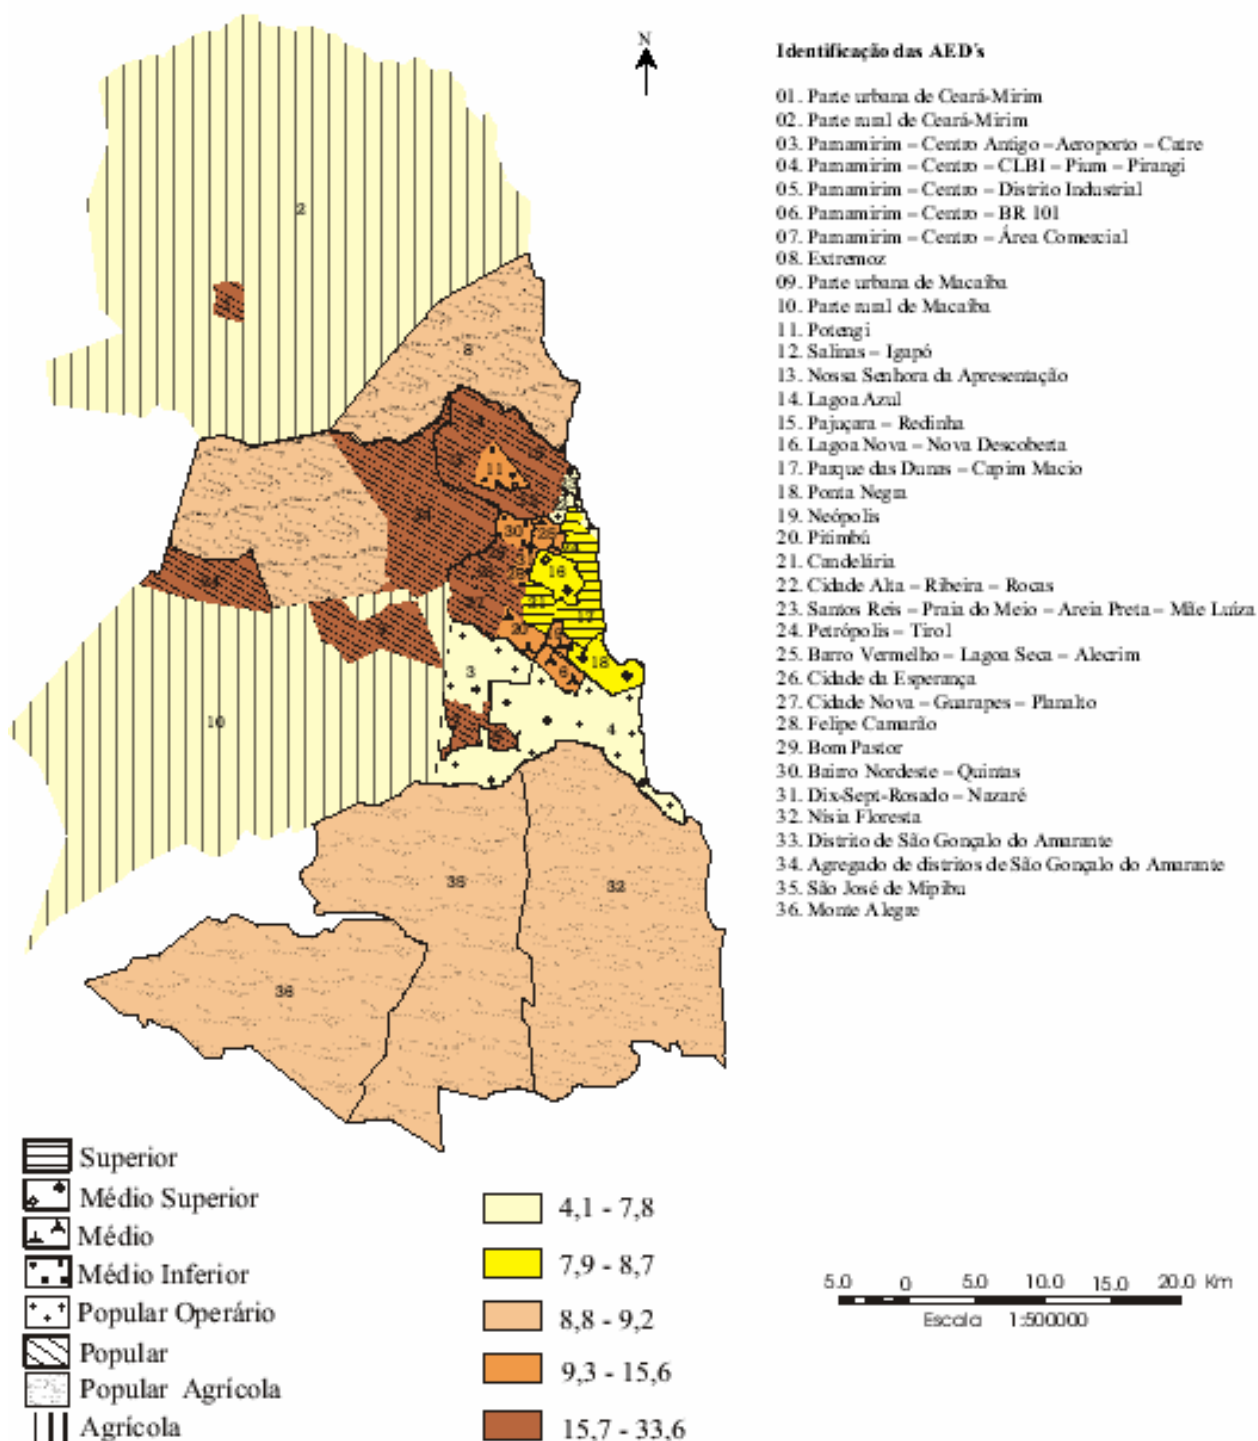 N
Identificação das AED's
01. Parte urbana de Ceará-Mirim
02. Parte rural de Ceará-Mirim
03. Parnamirim – Centro Antigo – Aeroporto – Catre
04. Parnamirim – Centro – CLBI – Pium – Pirangi
05. Parnamirim – Centro – Distrito Industrial
06. Parnamirim – Centro – BR 101
07. Parnamirim – Centro – Área Comercial
08. Extremoz
09. Parte urbana de Macaíba
10. Parte rural de Macaíba
11. Potengi
12. Salinas – Igapó
13. Nossa Senhora da Apresentação
14. Lagoa Azul
15. Pajuçara – Redinha
16. Lagoa Nova – Nova Descoberta
17. Parque das Dunas – Capim Macio
18. Ponta Negra
19. Neópolis
20. Pitimbú
21. Candelária
22. Cidade Alta – Ribeira – Rocas
23. Santos Reis – Praia do Meio – Areia Preta – Mãe Luíza
24. Petrópolis – Tirol
25. Barro Vermelho – Lagoa Seca – Alecrim
26. Cidade da Esperança
27. Cidade Nova – Guarapes – Planalto
28. Felipe Camarão
29. Bom Pastor
30. Bairro Nordeste – Quintas
31. Dix-Sept-Rosado – Nazaré
32. Nísia Floresta
33. Distrito de São Gonçalo do Amarante
34. Agregado de distritos de São Gonçalo do Amarante
35. São José de Mipibu
36. Monte Alegre
2
8
11
30
16
17
18
3
6
10
4
35
32
36
Superior
Médio Superior
Médio
Médio Inferior
Popular Operário
Popular
Popular Agrícola
Agrícola
4,1 - 7,8
7,9 - 8,7
8,8 - 9,2
9,3 - 15,6
15,7 - 33,6
5.0 0 5.0 10.0 15.0 20.0 Km
Escala 1:500000